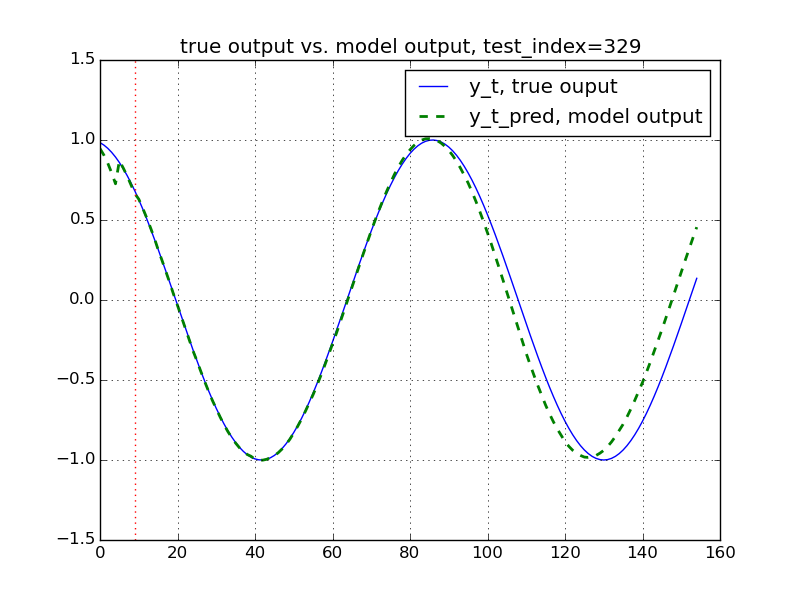 true output vs. model output, test_index=329
y_t, true ouput
y_t_pred, model output
1.5
1.0
0.5
0.0
−0.5
−1.0
−1.5
0 20 40 60 80 100 120 140 160